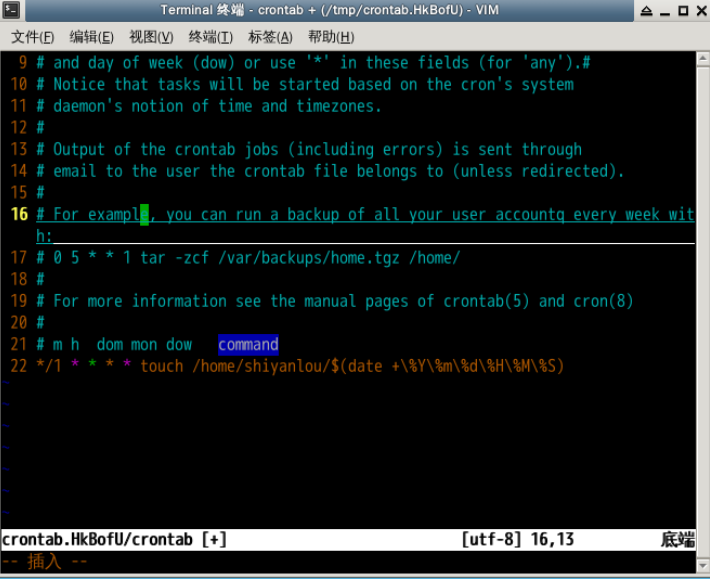 Terminal 终端 - crontab + (/tmp/crontab.HkBofU) - VIM
文件(F) 编辑(E) 视图(V) 终端(T) 标签(A) 帮助(H)
9 # and day of week (dow) or use '*' in these fields (for 'any').#
10 # Notice that tasks will be started based on the cron's system
11 # daemon's notion of time and timezones.
12 #
13 # Output of the crontab jobs (including errors) is sent through
14 # email to the user the crontab file belongs to (unless redirected).
15 #
16 # For example, you can run a backup of all your user accountq every week wit
h:
17 # 0 5 * * 1 tar -zcf /var/backups/home.tgz /home/
18 #
19 # For more information see the manual pages of crontab(5) and cron(8)
20 #
21 # m h  dom mon dow   command
22 */1 * * * * touch /home/shiyanlou/$(date +\%Y\%m\%d\%H\%M\%S)
~
~
~
~
~
~
~
crontab.HkBofU/crontab [+] [utf-8] 16,13 底端
-- 插入 --